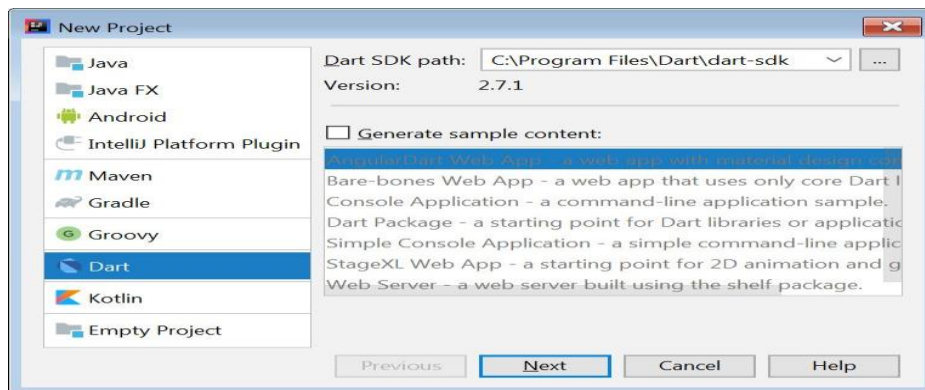 New Project
Java
Java FX
Android
IntelliJ Platform Plugin
Maven
Gradle
Groovy
Dart
Kotlin
Empty Project
Dart SDK path: C:\Program Files\Dart\dart-sdk ...
Version: 2.7.1
Generate sample content:
AngularDart Web App - a web app with material design
Bare-bones Web App - a web app that uses only core Dart
Console Application - a command-line application sample.
Dart Package - a starting point for Dart libraries or
Simple Console Application - a simple command-line
StageXL Web App - a starting point for 2D animation and
Web Server - a web server built using the shelf package.
Previous Next Cancel Help